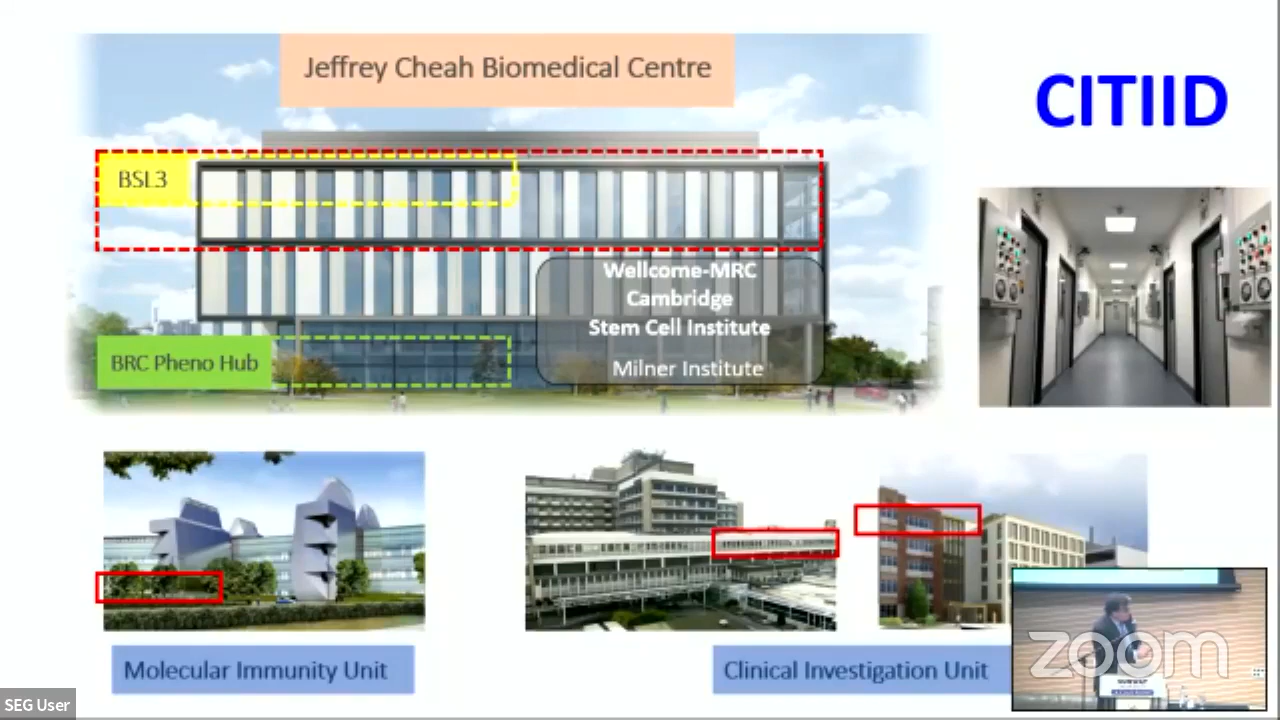 Jeffrey Cheah Biomedical Centre
CITIID
BSL3
Wellcome-MRC
Cambridge
Stem Cell Institute
Milner Institute
BRC Pheno Hub
Molecular Immunity Unit
Clinical Investigation Unit
zoom
SEG User